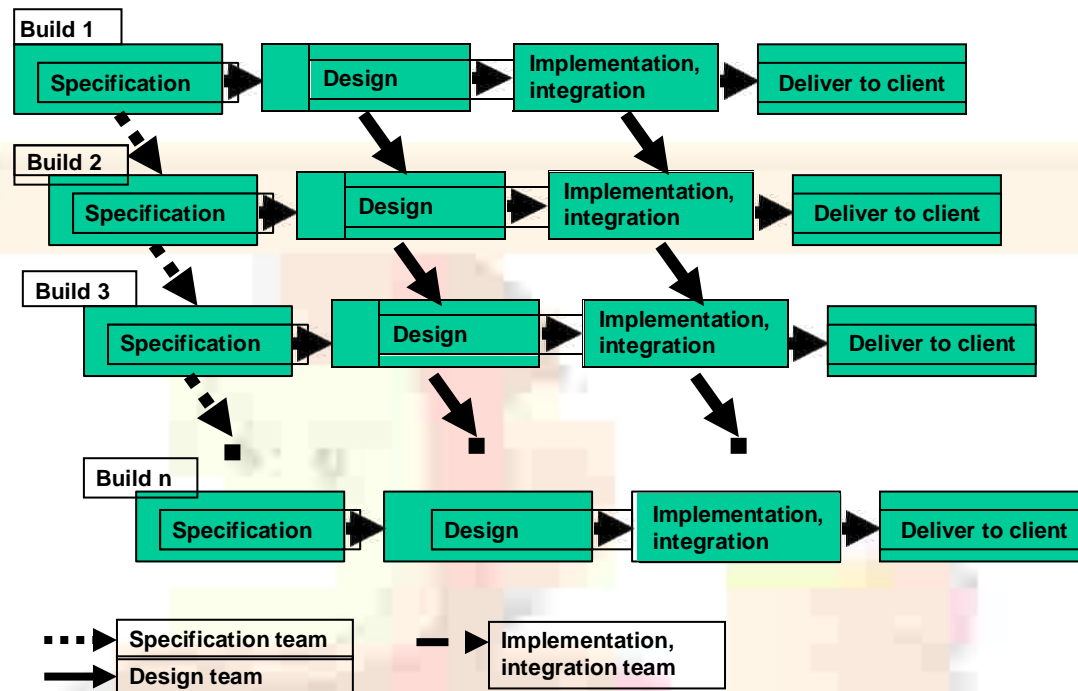 Build 1
Specification
Design
Implementation,
integration
Deliver to client
Build 2
Specification
Design
Implementation,
integration
Deliver to client
Build 3
Specification
Design
Implementation,
integration
Deliver to client
Build n
Specification
Design
Implementation,
integration
Deliver to client
Specification team
Design team
Implementation,
integration team